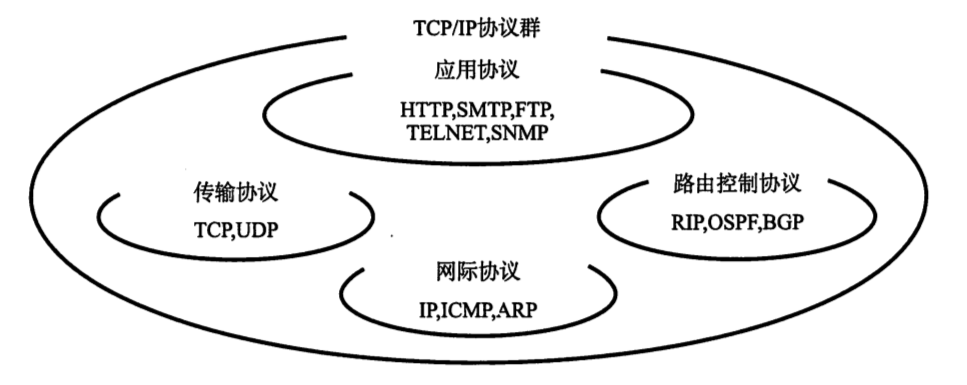 TCP/IP协议群
应用协议
HTTP,SMTP,FTP,
TELNET,SNMP
传输协议
TCP,UDP
路由控制协议
RIP,OSPF,BGP
网际协议
IP,ICMP,ARP